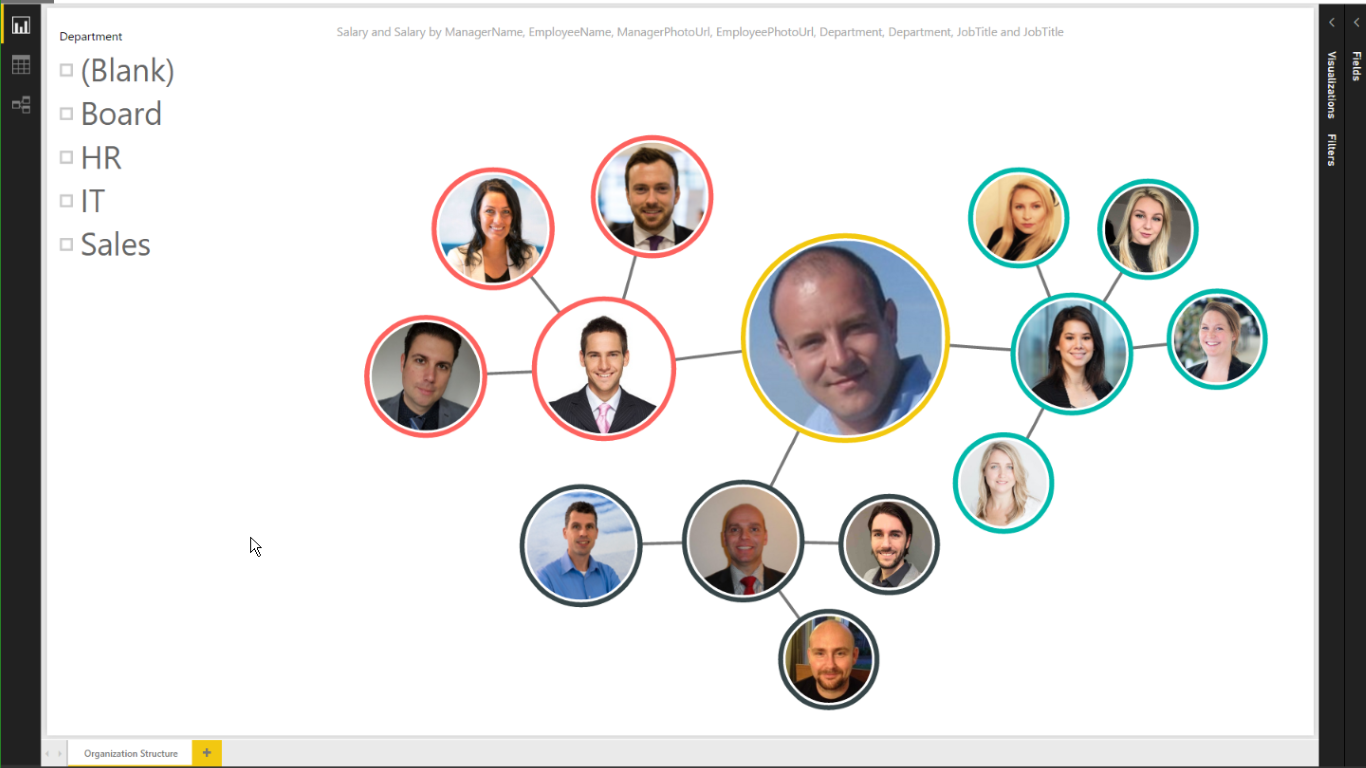 Department
(Blank)
Board
HR
IT
Sales
Salary and Salary by ManagerName, EmployeeName, ManagerPhotoUrl, EmployeePhotoUrl, Department, Department, JobTitle and JobTitle
Visualizations
Filters
Fields
Organization Structure